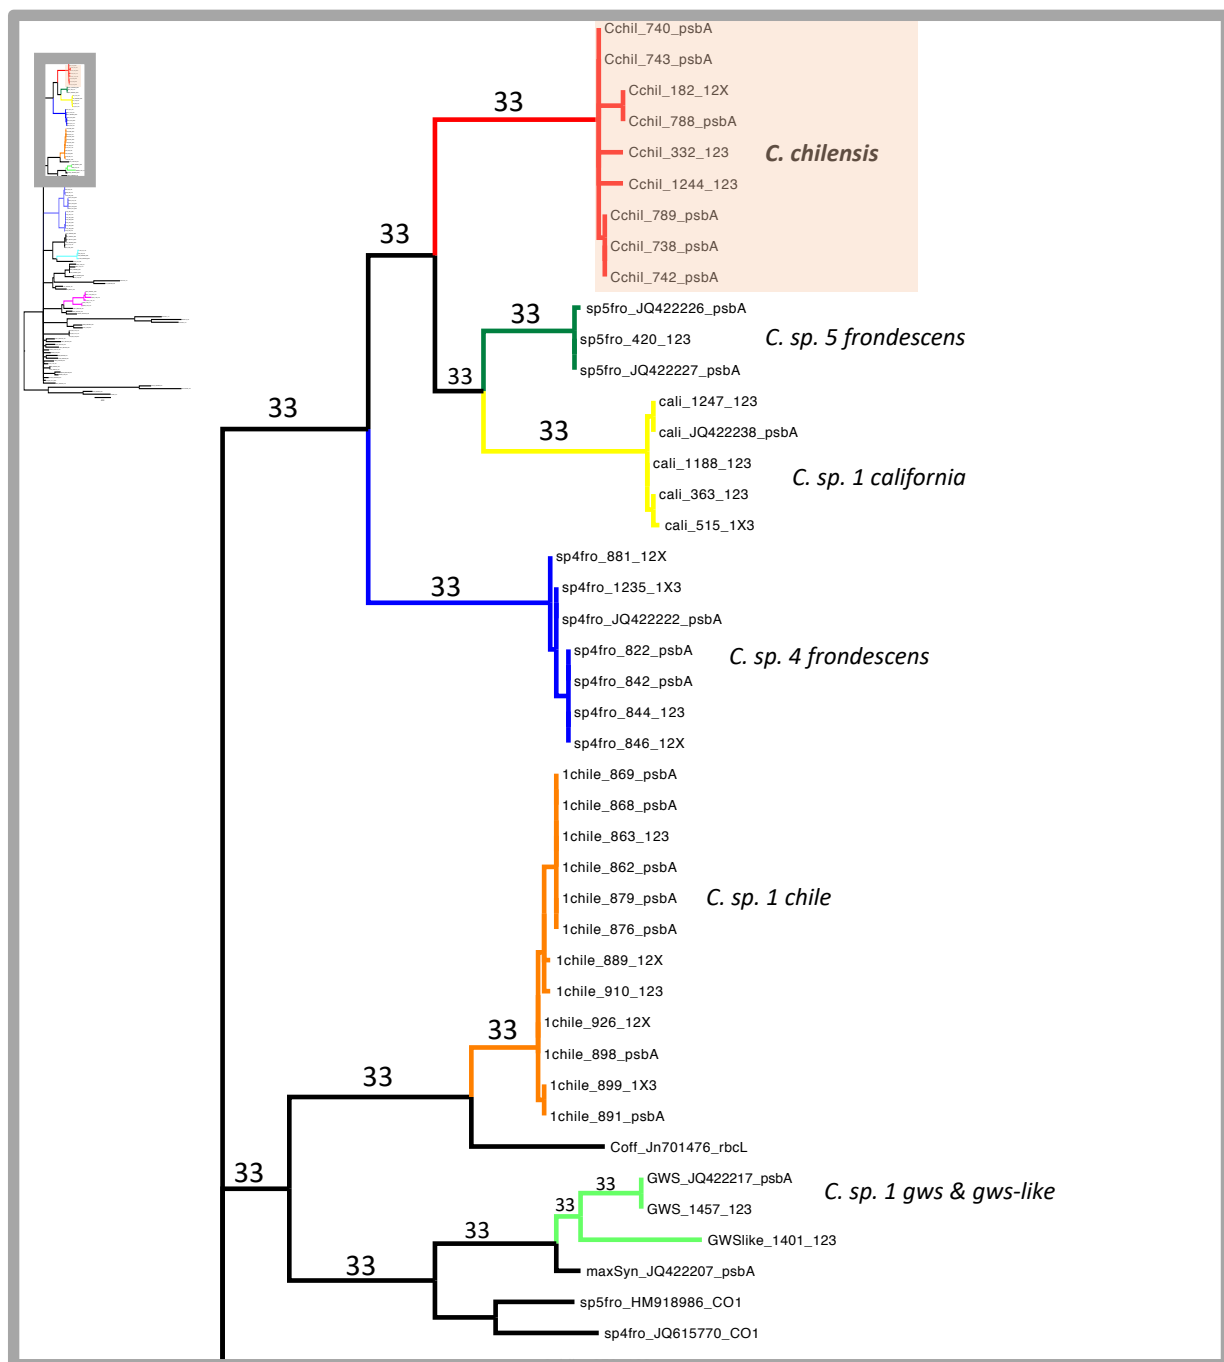 Cchil_740_psbA
Cchil_743_psbA
Cchil_182_12X
33
Cchil_788_psbA
Cchil_332_123
C. chilensis
Cchil_1244_123
Cchil_789_psbA
33
Cchil_738_psbA
Cchil_742_psbA
sp5fro_JQ422226_psbA
33
sp5fro_420_123
C. sp. 5 frondescens
sp5fro_JQ422227_psbA
33
cali_1247_123
33
cali_JQ422238_psbA
33
cali_1188_123
C. sp. 1 california
cali_363_123
cali_515_1X3
sp4fro_881_12X
33
sp4fro_1235_1X3
sp4fro_JQ422222_psbA
sp4fro_822_psbA
C. sp. 4 frondescens
sp4fro_842_psbA
sp4fro_844_123
sp4fro_846_12X
1chile_869_psbA
1chile_868_psbA
1chile_863_123
1chile_862_psbA
1chile_879_psbA
C. sp. 1 chile
1chile_876_psbA
1chile_889_12X
1chile_910_123
1chile_926_12X
33
1chile_898_psbA
33
1chile_899_1X3
1chile_891_psbA
Coff_Jn701476_rbcL
33
GWS_JQ422217_psbA
33
C. sp. 1 gws & gws-like
33
GWS_1457_123
33
GWSlike_1401_123
33
maxSyn_JQ422207_psbA
sp5fro_HM918986_CO1
sp4fro_JQ615770_CO1